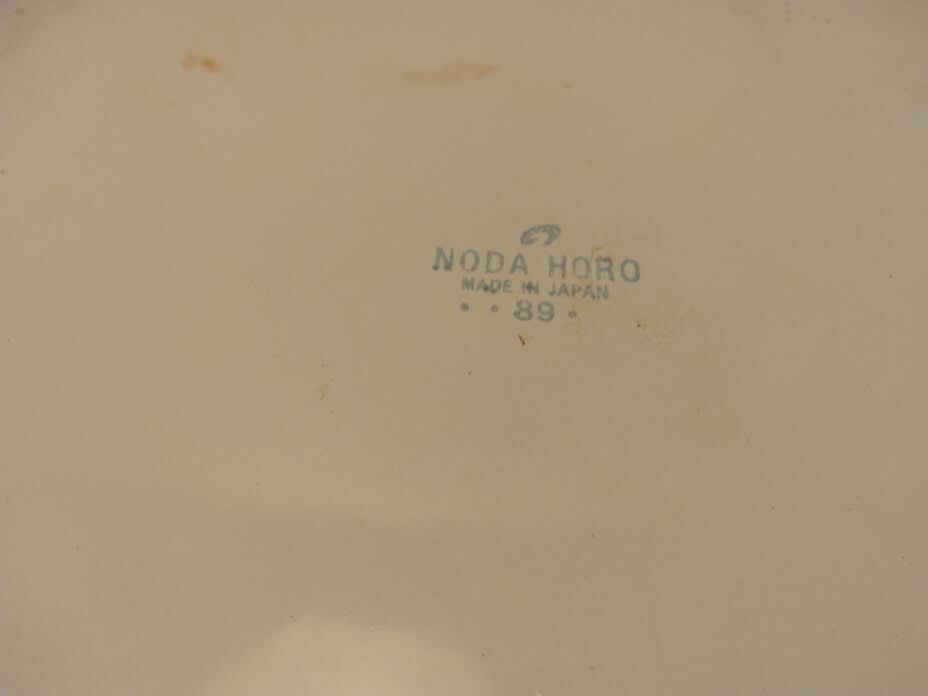 NODA HORO
MADE IN JAPAN
• • 89 •